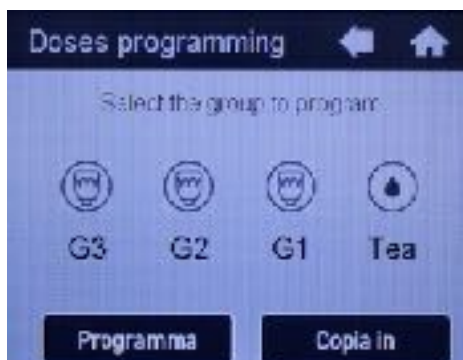 Doses programming
Select the group to program
G3 G2 G1 Tea
Programma Copia in